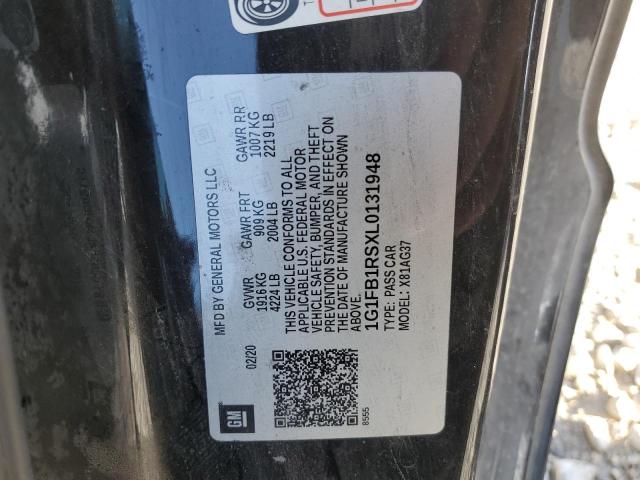 MFD BY GENERAL MOTORS LLC
02/20
GVWR
1916 KG
4224 LB
GAWR FRT
909 KG
2004 LB
GAWR RR
1007 KG
2219 LB
THIS VEHICLE CONFORMS TO ALL
APPLICABLE U.S. FEDERAL MOTOR
VEHICLE SAFETY, BUMPER, AND THEFT
PREVENTION STANDARDS IN EFFECT ON
THE DATE OF MANUFACTURE SHOWN
ABOVE.
1G1FB1RSXL0131948
TYPE: PASS CAR
MODEL: X81AG37
GM
8555